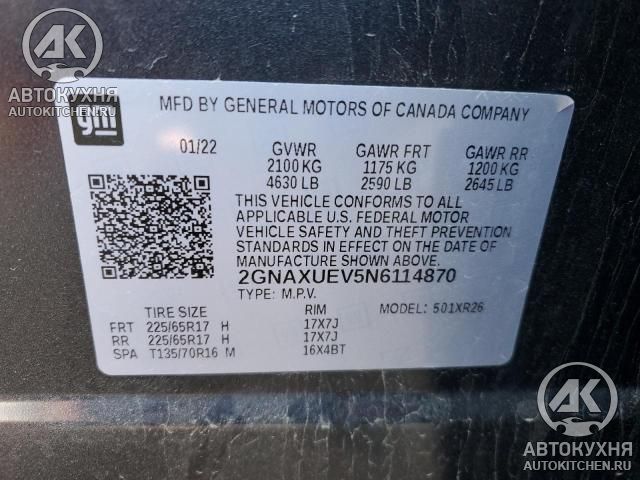 АК
АВТОКУХНЯ
AUTOKITCHEN.RU
gm
MFD BY GENERAL MOTORS OF CANADA COMPANY
01/22 GVWR GAWR FRT GAWR RR
2100 KG 1175 KG 1200 KG
4630 LB 2590 LB 2645 LB
THIS VEHICLE CONFORMS TO ALL
APPLICABLE U.S. FEDERAL MOTOR
VEHICLE SAFETY AND THEFT PREVENTION
STANDARDS IN EFFECT ON THE DATE OF
MANUFACTURE SHOWN ABOVE.
2GNAXUEV5N6114870
TYPE: M.P.V. MODEL: 501XR26
TIRE SIZE RIM
FRT 225/65R17 H 17X7J
RR 225/65R17 H 17X7J
SPA T135/70R16 M 16X4BT
АК
АВТОКУХНЯ
AUTOKITCHEN.RU